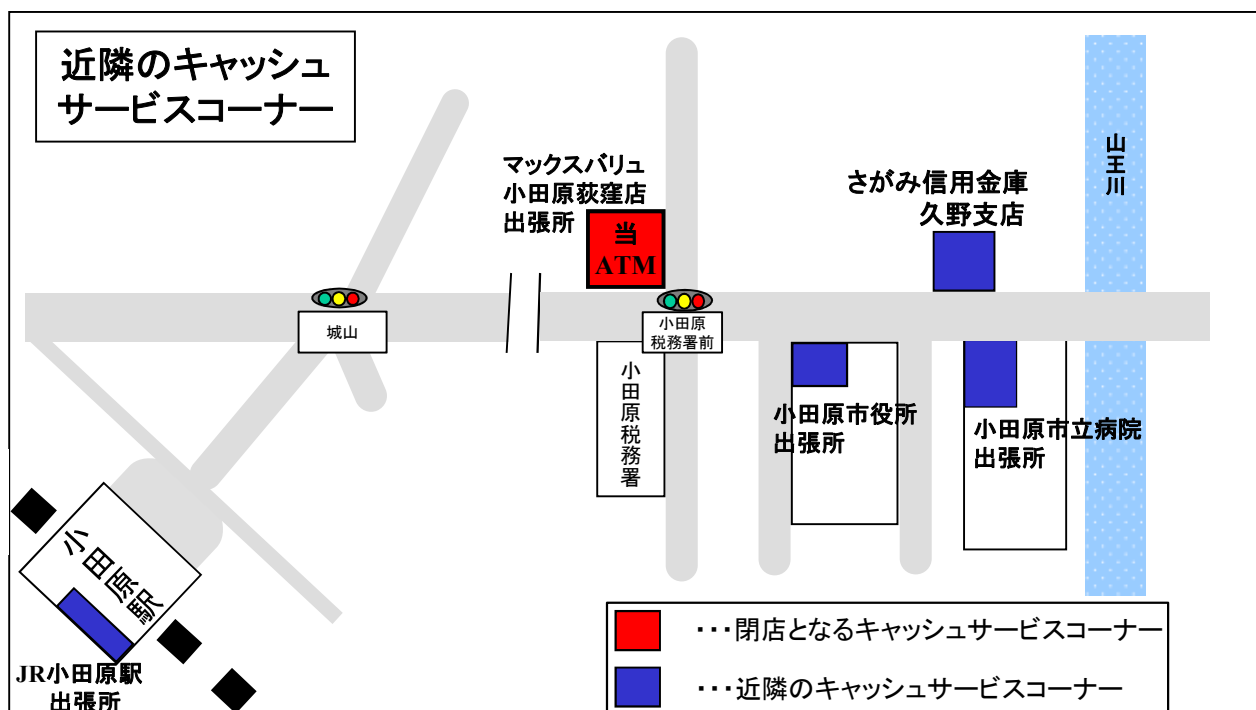 近隣のキャッシュ
サービスコーナー
マックスバリュ
小田原荻窪店
出張所
当
ATM
さがみ信用金庫
久野支店
山王川
城山
小田原
税務署前
小田原税務署
小田原市役所
出張所
小田原市立病院
出張所
小田原駅
JR小田原駅
出張所
･･･閉店となるキャッシュサービスコーナー
･･･近隣のキャッシュサービスコーナー